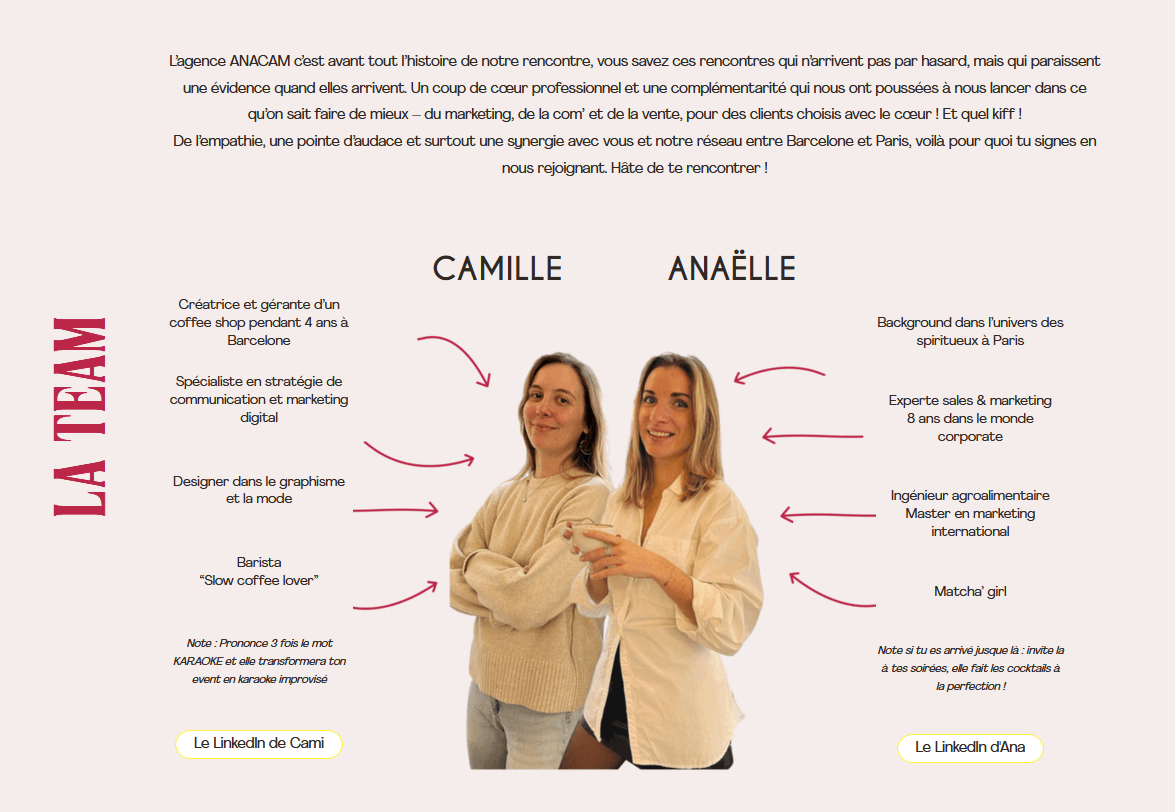 L'agence ANACAM c'est avant tout l'histoire de notre rencontre, vous savez ces rencontres qui n'arrivent pas par hasard, mais qui paraissent
une évidence quand elles arrivent. Un coup de cœur professionnel et une complémentarité qui nous ont poussées à nous lancer dans ce
qu'on sait faire de mieux – du marketing, de la com' et de la vente, pour des clients choisis avec le cœur ! Et quel kiff !
De l'empathie, une pointe d'audace et surtout une synergie avec vous et notre réseau entre Barcelone et Paris, voilà pour quoi tu signes en
nous rejoignant. Hâte de te rencontrer !
LA TEAM
CAMILLE
Créatrice et gérante d'un
coffee shop pendant 4 ans à
Barcelone
Spécialiste en stratégie de
communication et marketing
digital
Designer dans le graphisme
et la mode
Barista
“Slow coffee lover”
Note : Prononce 3 fois le mot
KARAOKE et elle transformera ton
event en karaoke improvisé
Le LinkedIn de Cami
ANAËLLE
Background dans l'univers des
spiritueux à Paris
Experte sales & marketing
8 ans dans le monde
corporate
Ingénieur agroalimentaire
Master en marketing
international
Matcha' girl
Note si tu es arrivé jusque là : invite la
à tes soirées, elle fait les cocktails à
la perfection !
Le LinkedIn d'Ana